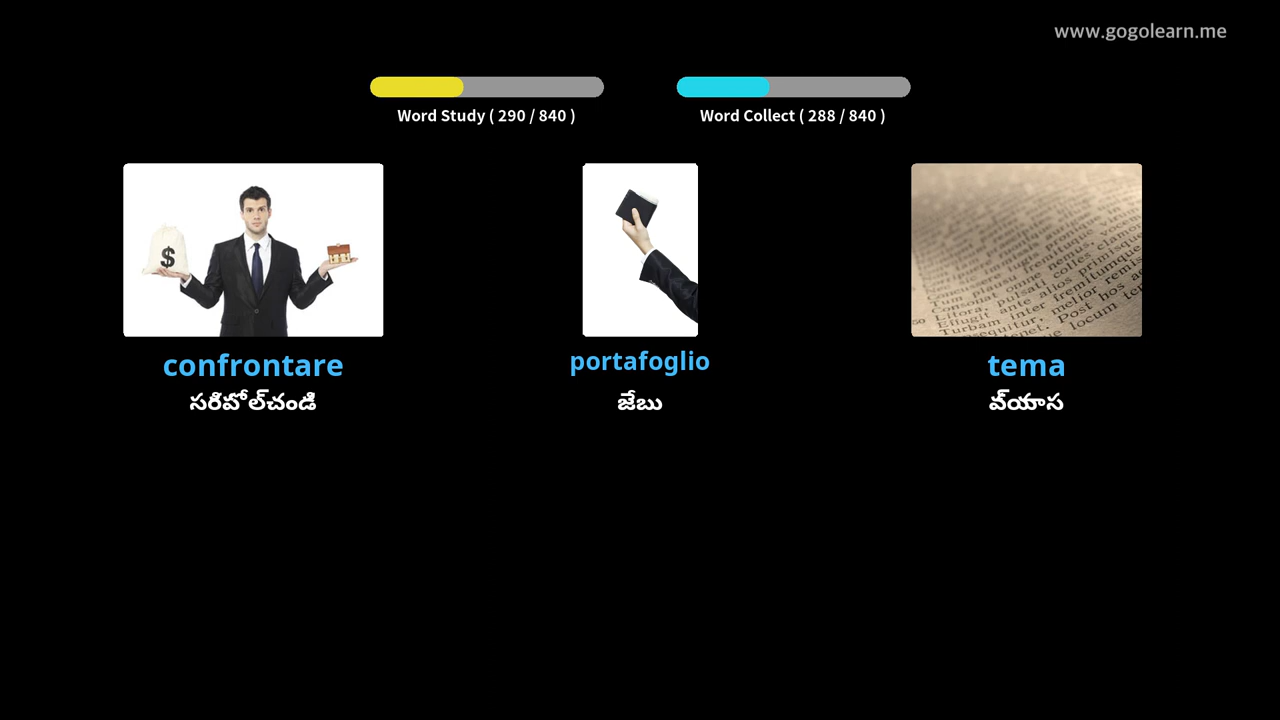 www.gogolearn.me
Word Study ( 290 / 840 )
Word Collect ( 288 / 840 )
confrontare
portafoglio
tema
సరిపోల్చండి
జేబు
వ్యాస